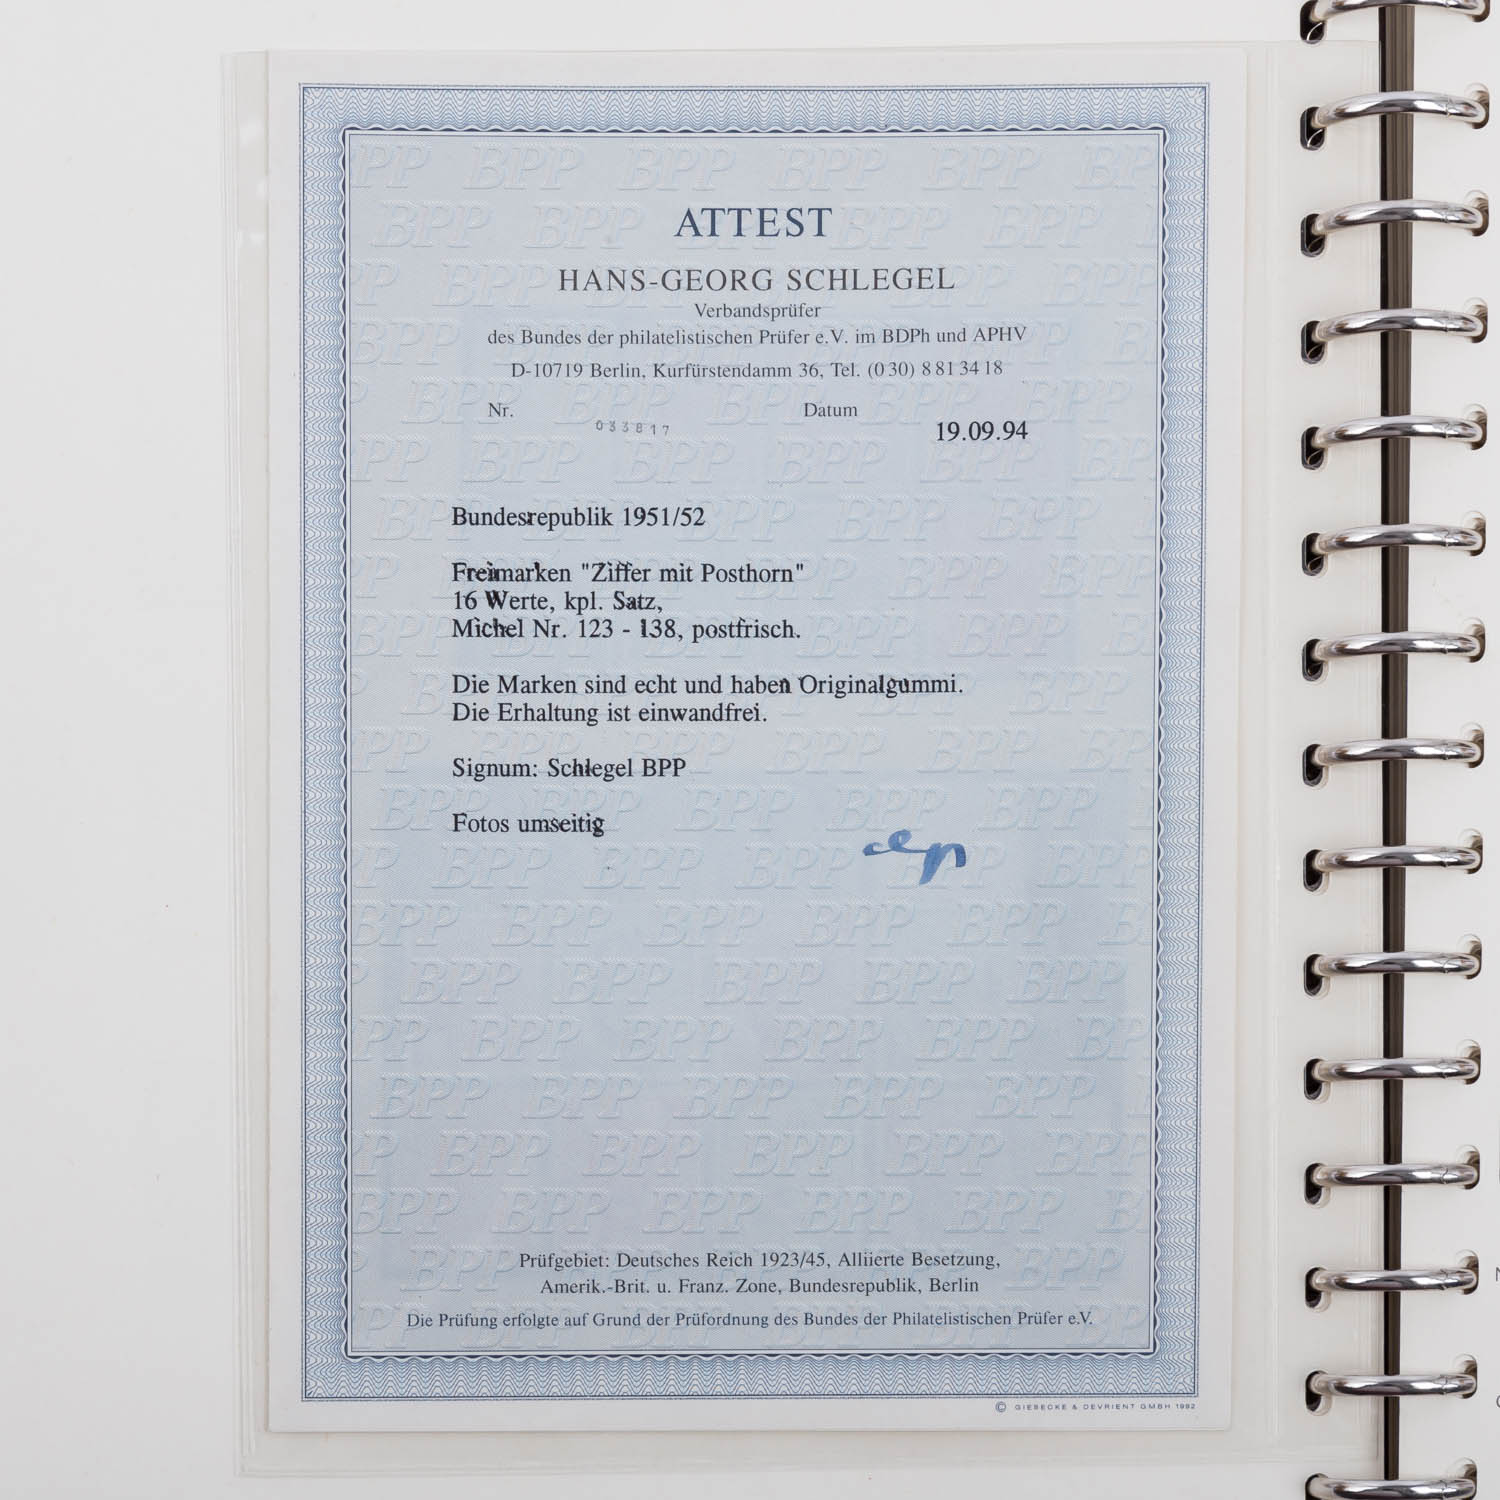 ATTEST
HANS-GEORG SCHLEGEL
Verbandsprüfer
des Bundes der philatelistischen Prüfer e.V. im BDPh und APHV
D-10719 Berlin, Kurfürstendamm 36, Tel. (0 30) 8 81 34 18
Nr. 033817 Datum 19.09.94
Bundesrepublik 1951/52
Freimarken "Ziffer mit Posthorn"
16 Werte, kpl. Satz,
Michel Nr. 123 - 138, postfrisch.
Die Marken sind echt und haben Originalgummi.
Die Erhaltung ist einwandfrei.
Signum: Schlegel BPP
Fotos umseitig
Prüfgebiet: Deutsches Reich 1923/45, Alliierte Besetzung,
Amerik.-Brit. u. Franz. Zone, Bundesrepublik, Berlin
Die Prüfung erfolgte auf Grund der Prüfordnung des Bundes der Philatelistischen Prüfer e.V.
© GIESECKE & DEVRIENT GMBH 1992